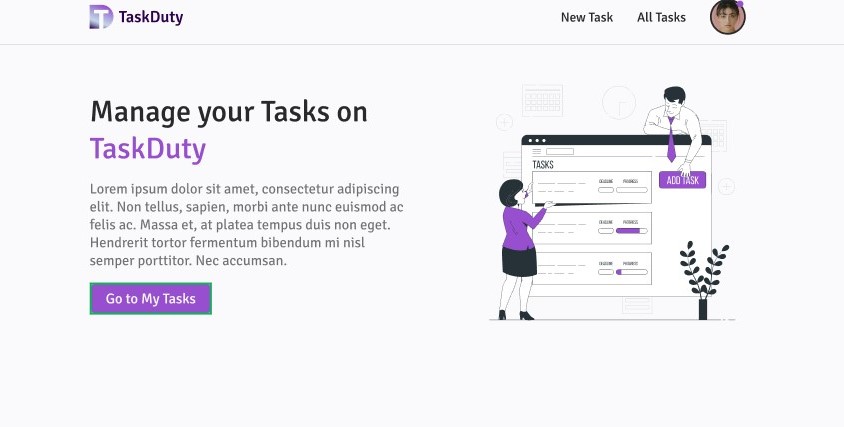 TaskDuty
New Task
All Tasks
Manage your Tasks on
TaskDuty
Lorem ipsum dolor sit amet, consectetur adipiscing
elit. Non tellus, sapien, morbi ante nunc euismod ac
felis ac. Massa et, at platea tempus duis non eget.
Hendrerit tortor fermentum bibendum mi nisl
semper porttitor. Nec accumsan.
Go to My Tasks
TASKS
ADD TASK
DEADLINE PROGRESS
DEADLINE PROGRESS
DEADLINE PROGRESS